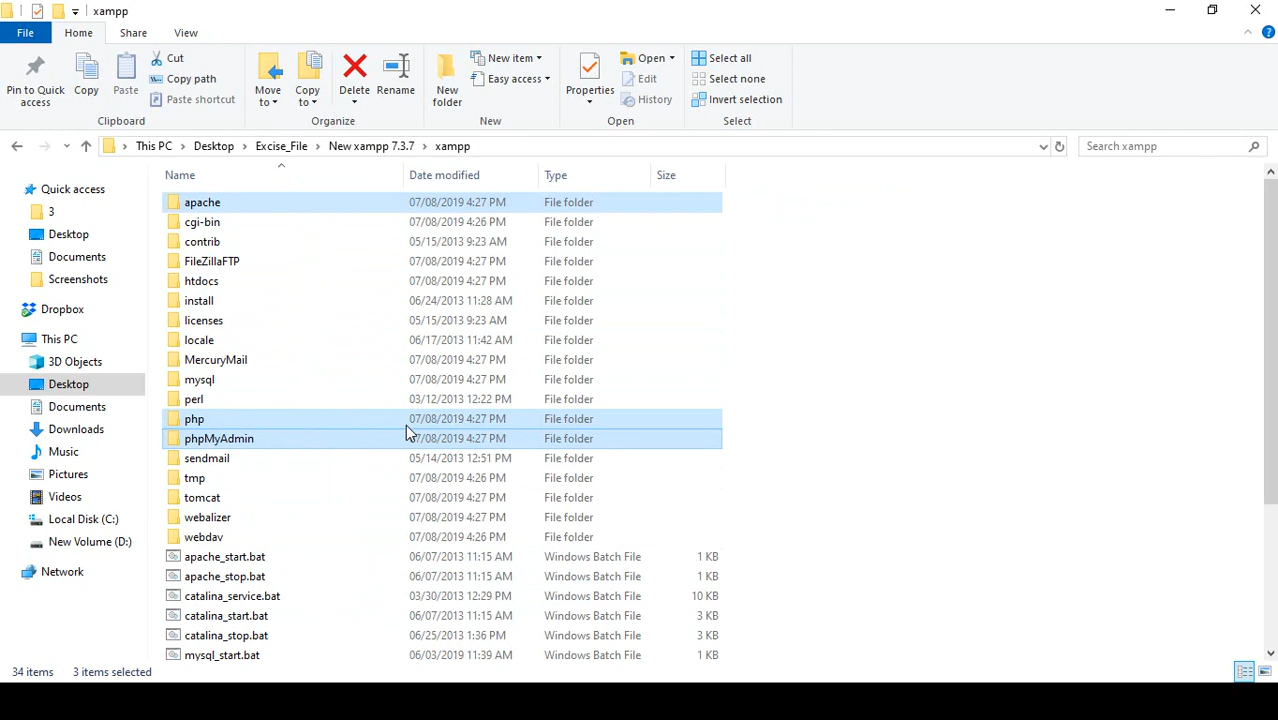 xampp
File Home Share View
Pin to Quick access
Copy
Paste
Cut
Copy path
Paste shortcut
Clipboard
Move to
Copy to
Delete
Rename
Organize
New folder
New item
Easy access
New
Properties
Open
Edit
History
Open
Select all
Select none
Invert selection
Select
This PC > Desktop > Excise_File > New xampp 7.3.7 > xampp
Search xampp
Quick access
3
Desktop
Documents
Screenshots
Dropbox
This PC
3D Objects
Desktop
Documents
Downloads
Music
Pictures
Videos
Local Disk (C:)
New Volume (D:)
Network
Name Date modified Type Size
apache 07/08/2019 4:27 PM File folder
cgi-bin 07/08/2019 4:26 PM File folder
contrib 05/15/2013 9:23 AM File folder
FileZillaFTP 07/08/2019 4:27 PM File folder
htdocs 07/08/2019 4:27 PM File folder
install 06/24/2013 11:28 AM File folder
licenses 05/15/2013 9:23 AM File folder
locale 06/17/2013 11:42 AM File folder
MercuryMail 07/08/2019 4:27 PM File folder
mysql 07/08/2019 4:27 PM File folder
perl 03/12/2013 12:22 PM File folder
php 07/08/2019 4:27 PM File folder
phpMyAdmin 07/08/2019 4:27 PM File folder
sendmail 05/14/2013 12:51 PM File folder
tmp 07/08/2019 4:26 PM File folder
tomcat 07/08/2019 4:27 PM File folder
webalizer 07/08/2019 4:27 PM File folder
webdav 07/08/2019 4:26 PM File folder
apache_start.bat 06/07/2013 11:15 AM Windows Batch File 1 KB
apache_stop.bat 06/07/2013 11:15 AM Windows Batch File 1 KB
catalina_service.bat 03/30/2013 12:29 PM Windows Batch File 10 KB
catalina_start.bat 06/07/2013 11:15 AM Windows Batch File 3 KB
catalina_stop.bat 06/25/2013 1:36 PM Windows Batch File 3 KB
mysql_start.bat 06/03/2019 11:39 AM Windows Batch File 1 KB
34 items 3 items selected